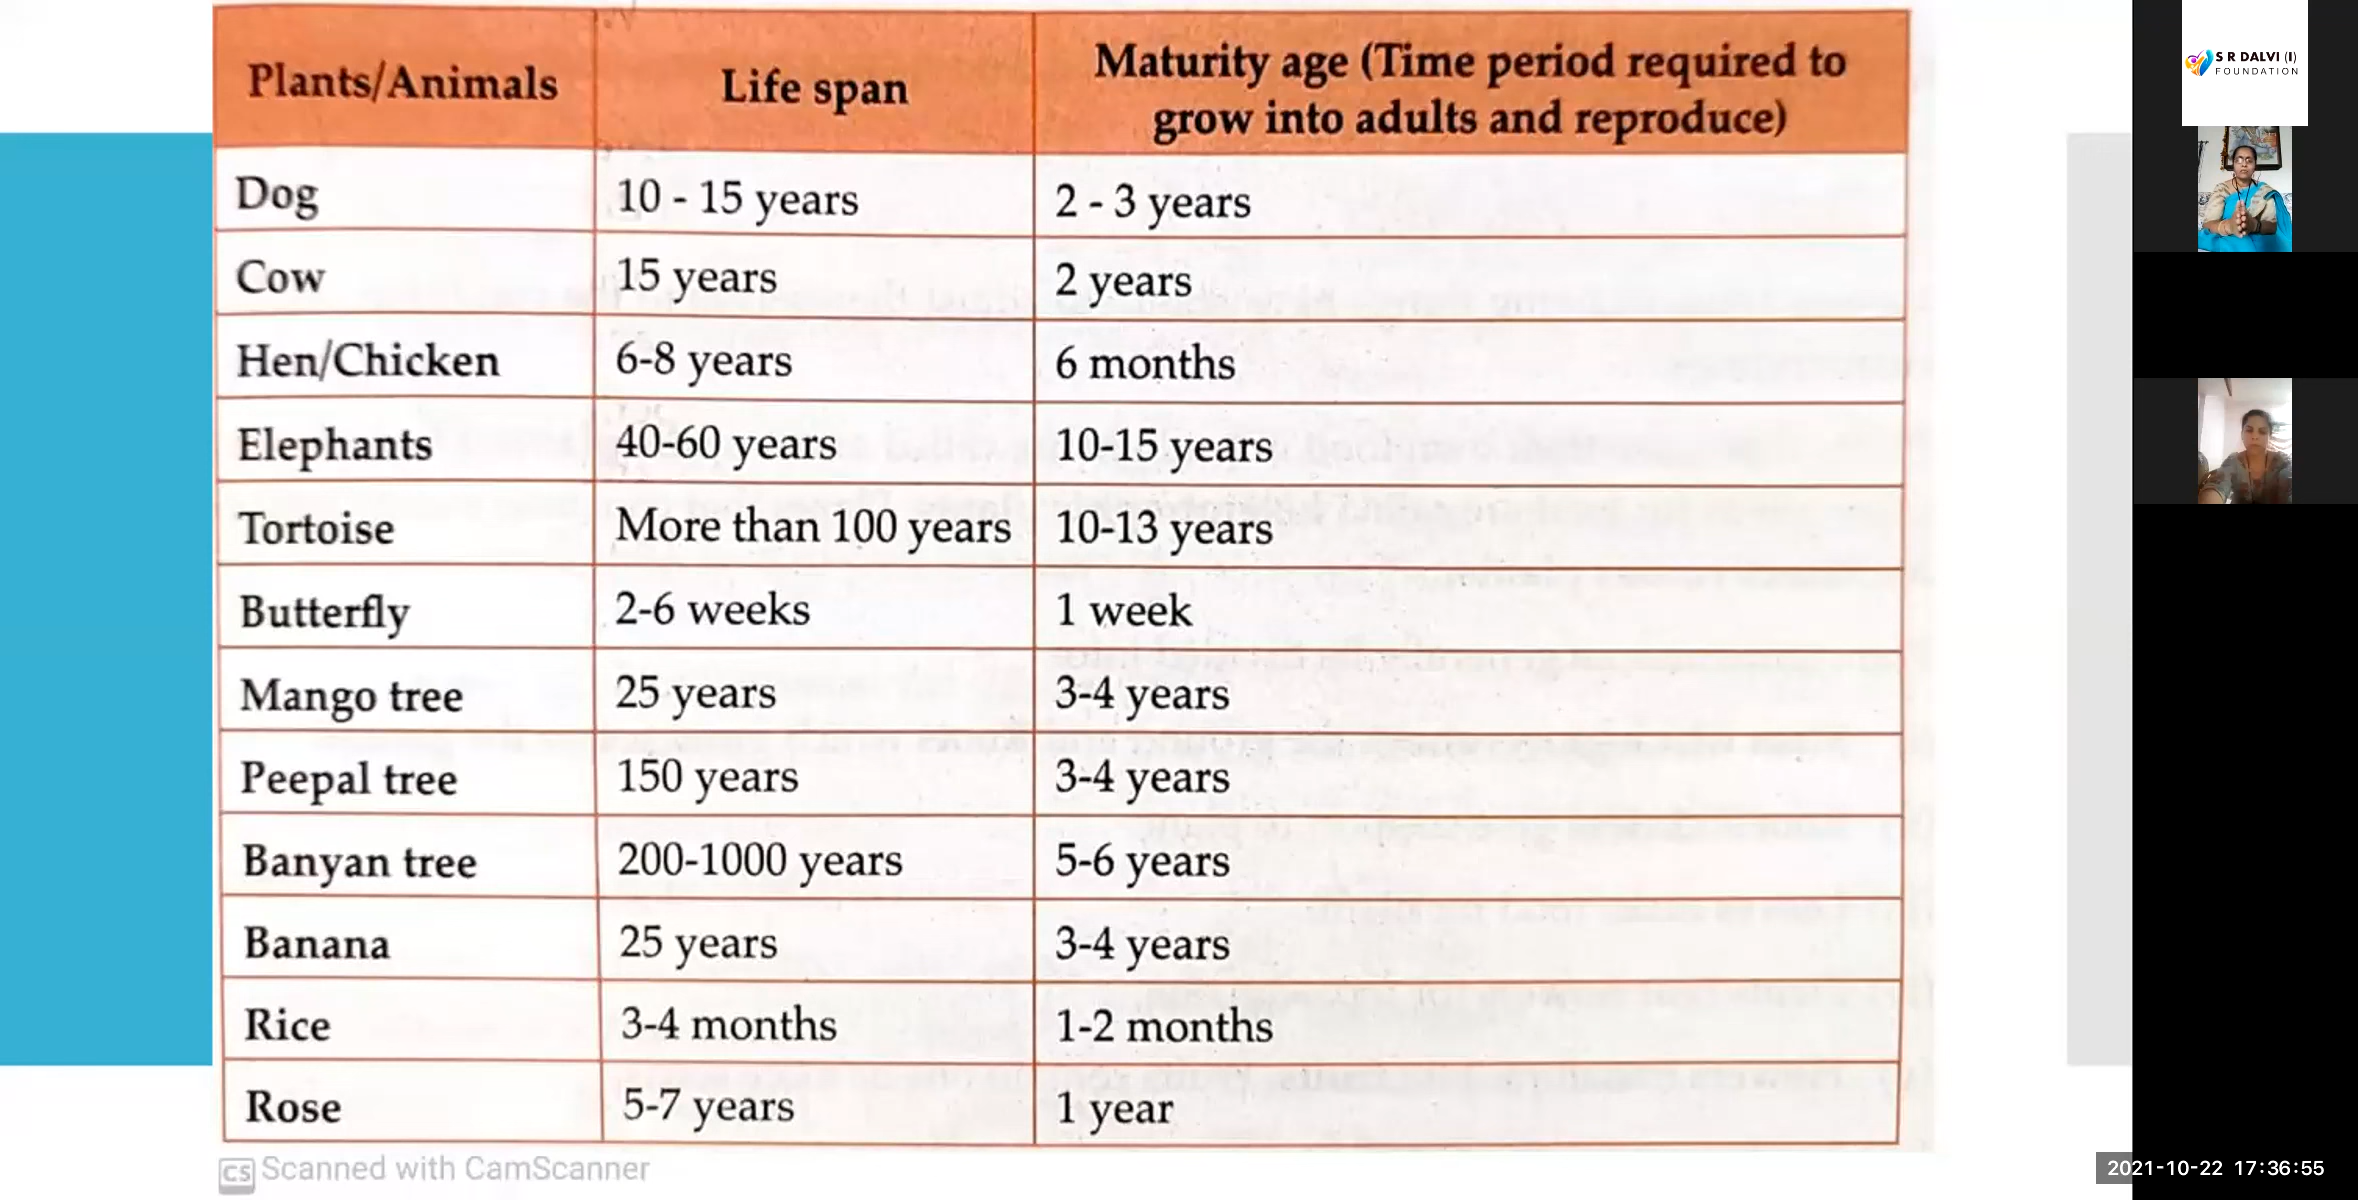 Plants/Animals Life span Maturity age (Time period required to
grow into adults and reproduce)
Dog 10 - 15 years 2 - 3 years
Cow 15 years 2 years
Hen/Chicken 6-8 years 6 months
Elephants 40-60 years 10-15 years
Tortoise More than 100 years 10-13 years
Butterfly 2-6 weeks 1 week
Mango tree 25 years 3-4 years
Peepal tree 150 years 3-4 years
Banyan tree 200-1000 years 5-6 years
Banana 25 years 3-4 years
Rice 3-4 months 1-2 months
Rose 5-7 years 1 year
CS Scanned with CamScanner
S R DALVI (I)
FOUNDATION
2021-10-22 17:36:55